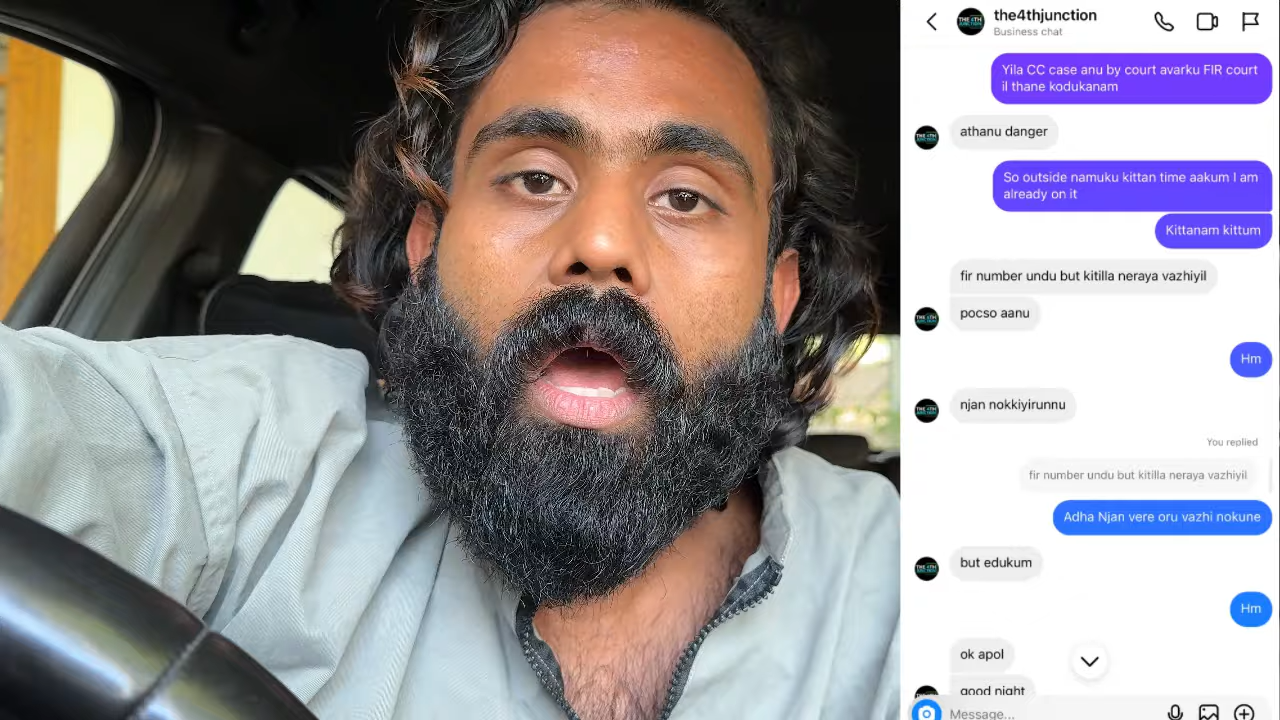 the4thjunction
Business chat
Yila CC case anu by court avarku FIR court
il thane kodukanam
athanu danger
So outside namuku kittan time aakum I am
already on it
Kittanam kittum
fir number undu but kitilla neraya vazhiyil
pocso aanu
Hm
njan nokkiyirunnu
You replied
fir number undu but kitilla neraya vazhiyil
Adha Njan vere oru vazhi nokune
but edukum
Hm
ok apol
good night
Message...